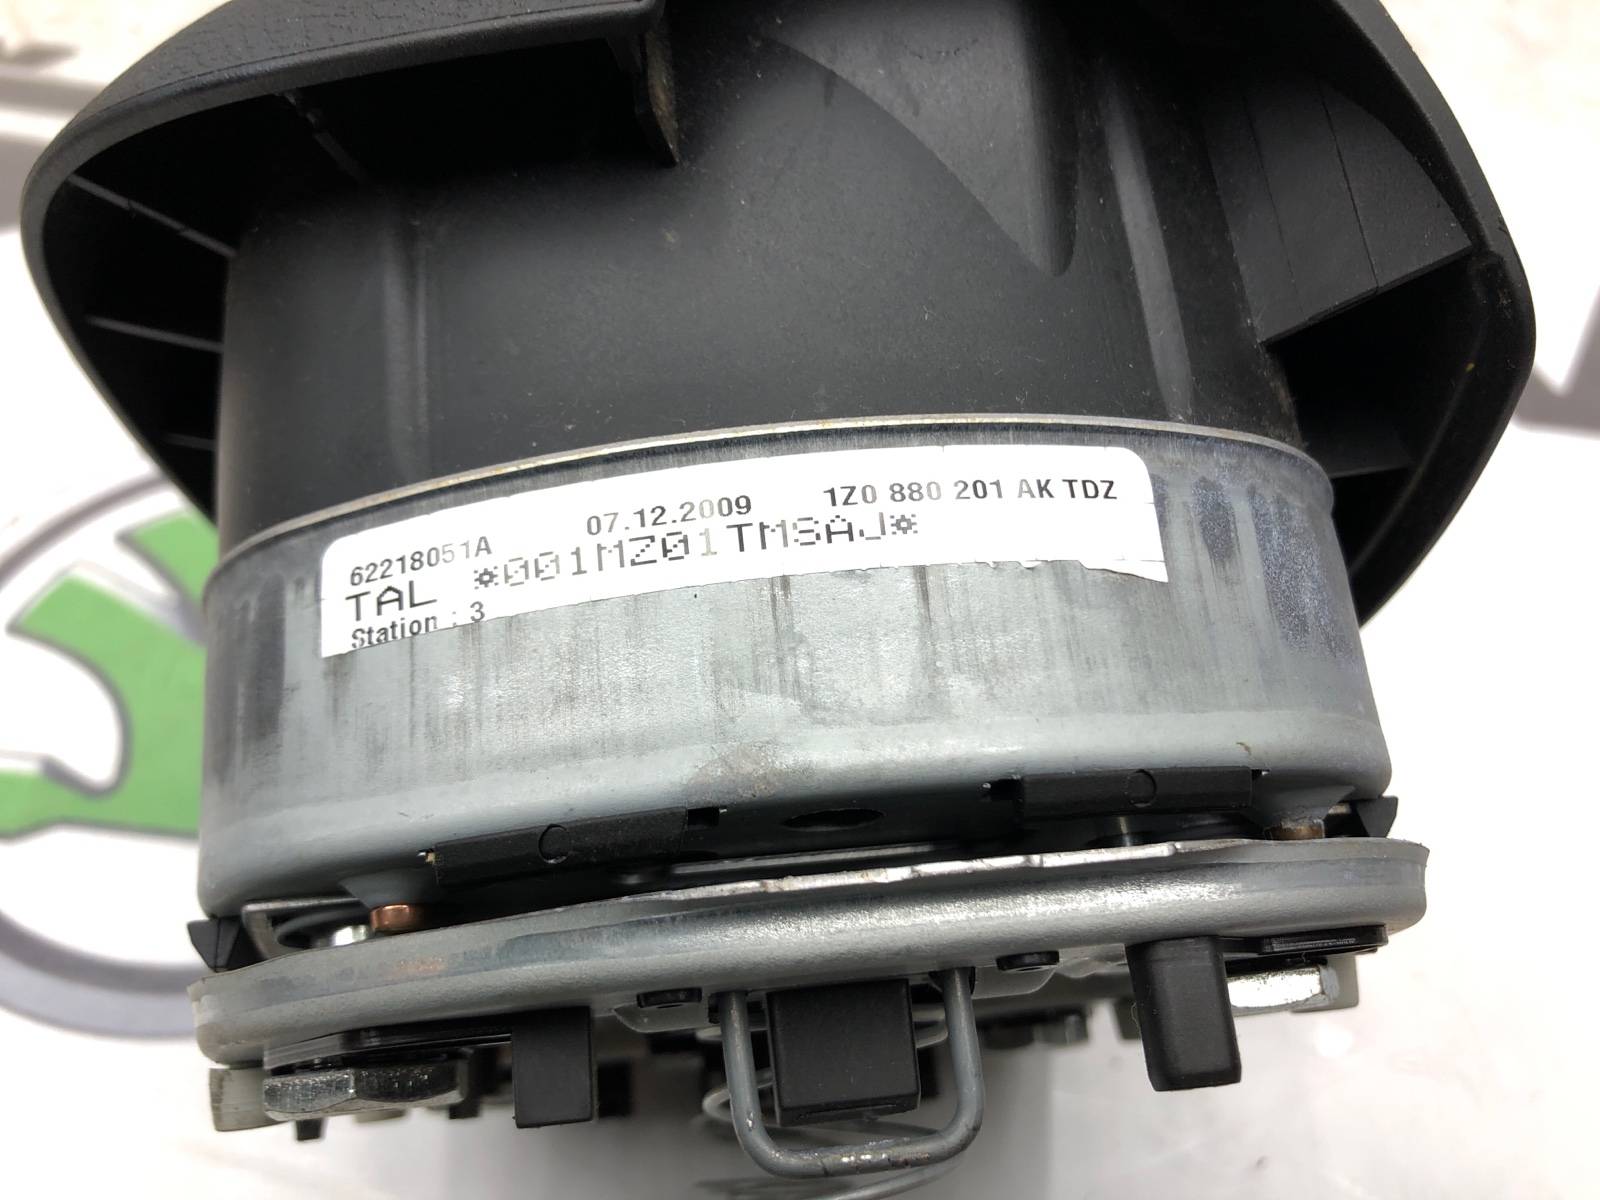 62218051A 07.12.2009 1Z0 880 201 AK TDZ
TAL *001MZ01TMSAJ*
Station : 3